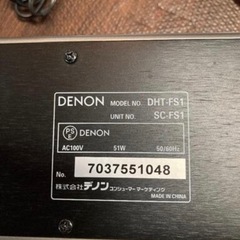 DENON MODEL NO. DHT-FS1
UNIT NO. SC-FS1
PS E DENON
AC100V 51W 50/60Hz
No. 7037551048
株式会社デノン コンシューマー マーケティング
MADE IN CHINA